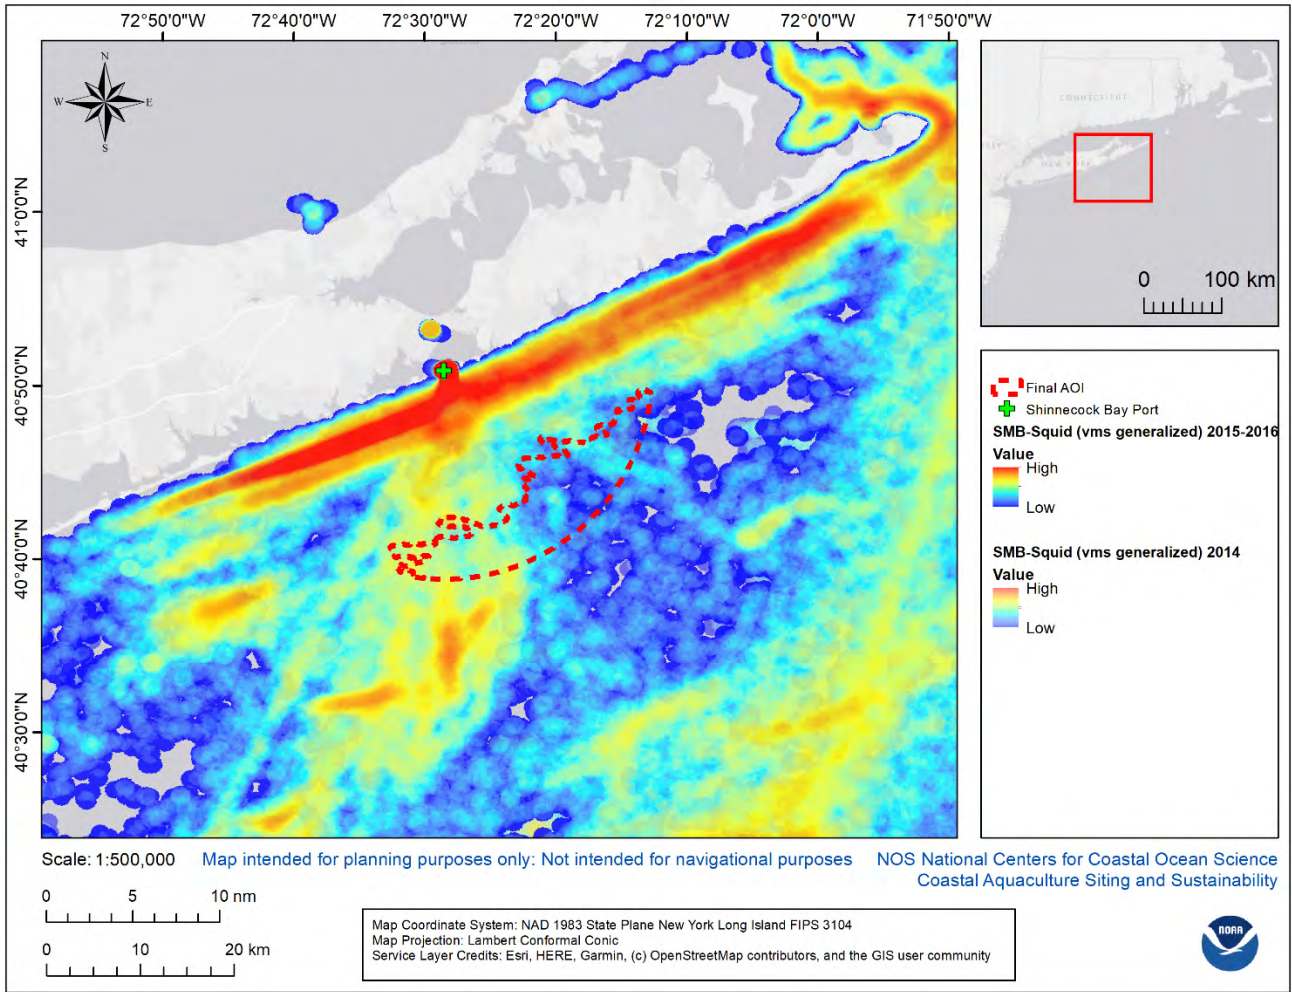 72°50'0"W 72°40'0"W 72°30'0"W 72°20'0"W 72°10'0"W 72°0'0"W 71°50'0"W
N
W E
S
41°0'0"N
40°50'0"N
40°40'0"N
40°30'0"N
CONNECTICUT
NEW YORK
0 100 km
Final AOI
Shinnecock Bay Port
SMB-Squid (vms generalized) 2015-2016
Value
High
Low
SMB-Squid (vms generalized) 2014
Value
High
Low
Scale: 1:500,000
Map intended for planning purposes only: Not intended for navigational purposes
NOS National Centers for Coastal Ocean Science
Coastal Aquaculture Siting and Sustainability
0 5 10 nm
0 10 20 km
Map Coordinate System: NAD 1983 State Plane New York Long Island FIPS 3104
Map Projection: Lambert Conformal Conic
Service Layer Credits: Esri, HERE, Garmin, (c) OpenStreetMap contributors, and the GIS user community
NOAA